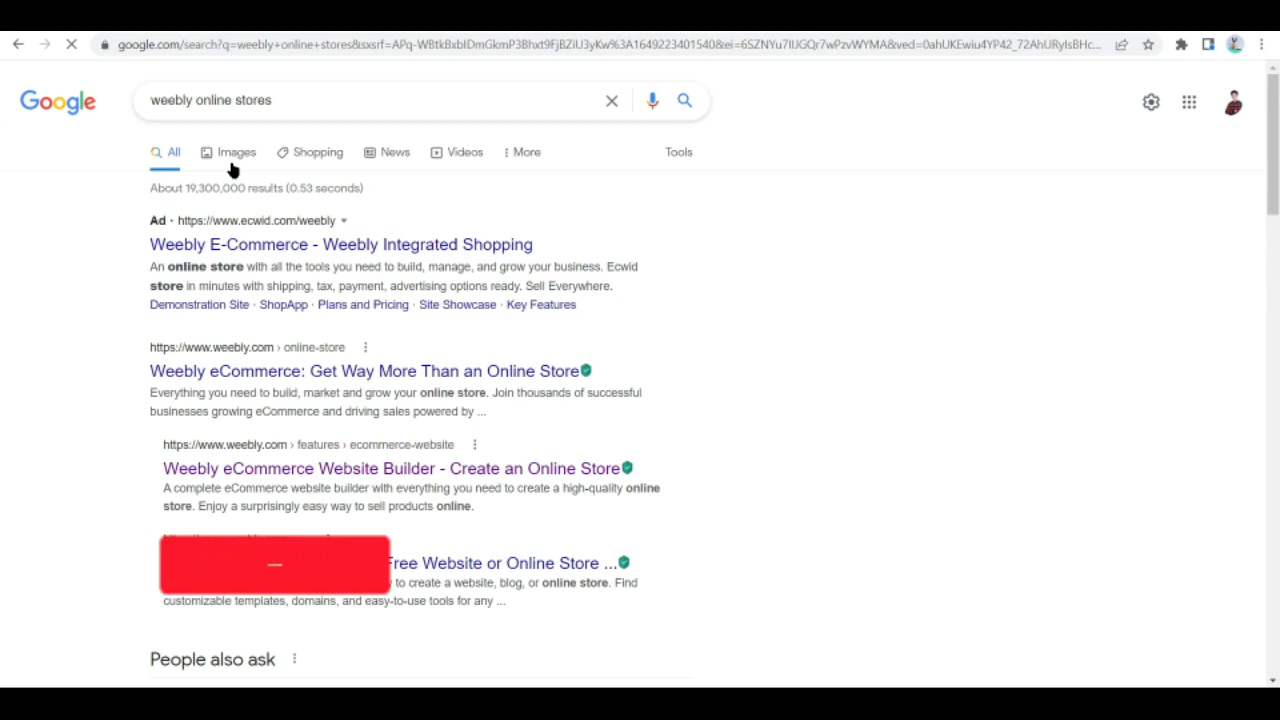 google.com/search?q=weebly+online+stores&sxsrf=APq-WBtkBxbIDmGkmP3Bhxt9FjBZiU3yKw%3A1649223401540&ei=6SZNYu7IIJGQr7wPzvWYMA&ved=0ahUKEwiu4YP42_72AhURyIsBHc...
Google
weebly online stores
All
Images
Shopping
News
Videos
More
Tools
About 19,300,000 results (0.53 seconds)
Ad · https://www.ecwid.com/weebly
Weebly E-Commerce - Weebly Integrated Shopping
An online store with all the tools you need to build, manage, and grow your business. Ecwid
store in minutes with shipping, tax, payment, advertising options ready. Sell Everywhere.
Demonstration Site · ShopApp · Plans and Pricing · Site Showcase · Key Features
https://www.weebly.com › online-store
Weebly eCommerce: Get Way More Than an Online Store
Everything you need to build, market and grow your online store. Join thousands of successful
businesses growing eCommerce and driving sales powered by ...
https://www.weebly.com › features › ecommerce-website
Weebly eCommerce Website Builder - Create an Online Store
A complete eCommerce website builder with everything you need to create a high-quality online
store. Enjoy a surprisingly easy way to sell products online.
Free Website or Online Store ...
to create a website, blog, or online store. Find
customizable templates, domains, and easy-to-use tools for any ...
People also ask